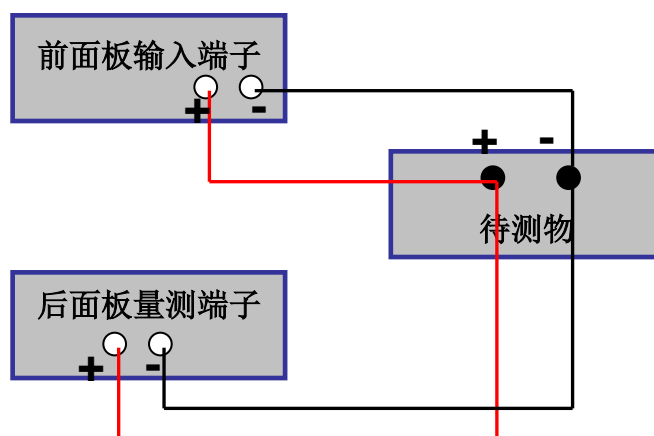 前面板输入端子
+ -
+ -
待测物
后面板量测端子
+ -